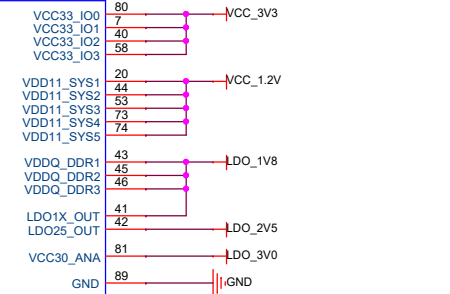 VCC33_IO0 80 VCC_3V3
VCC33_IO1 7
VCC33_IO2 40
VCC33_IO3 58
VDD11_SYS1 20 VCC_1.2V
VDD11_SYS2 44
VDD11_SYS3 53
VDD11_SYS4 73
VDD11_SYS5 74
VDDQ_DDR1 43 LDO_1V8
VDDQ_DDR2 45
VDDQ_DDR3 46
LDO1X_OUT 41
LDO25_OUT 42 LDO_2V5
VCC30_ANA 81 LDO_3V0
GND 89 GND